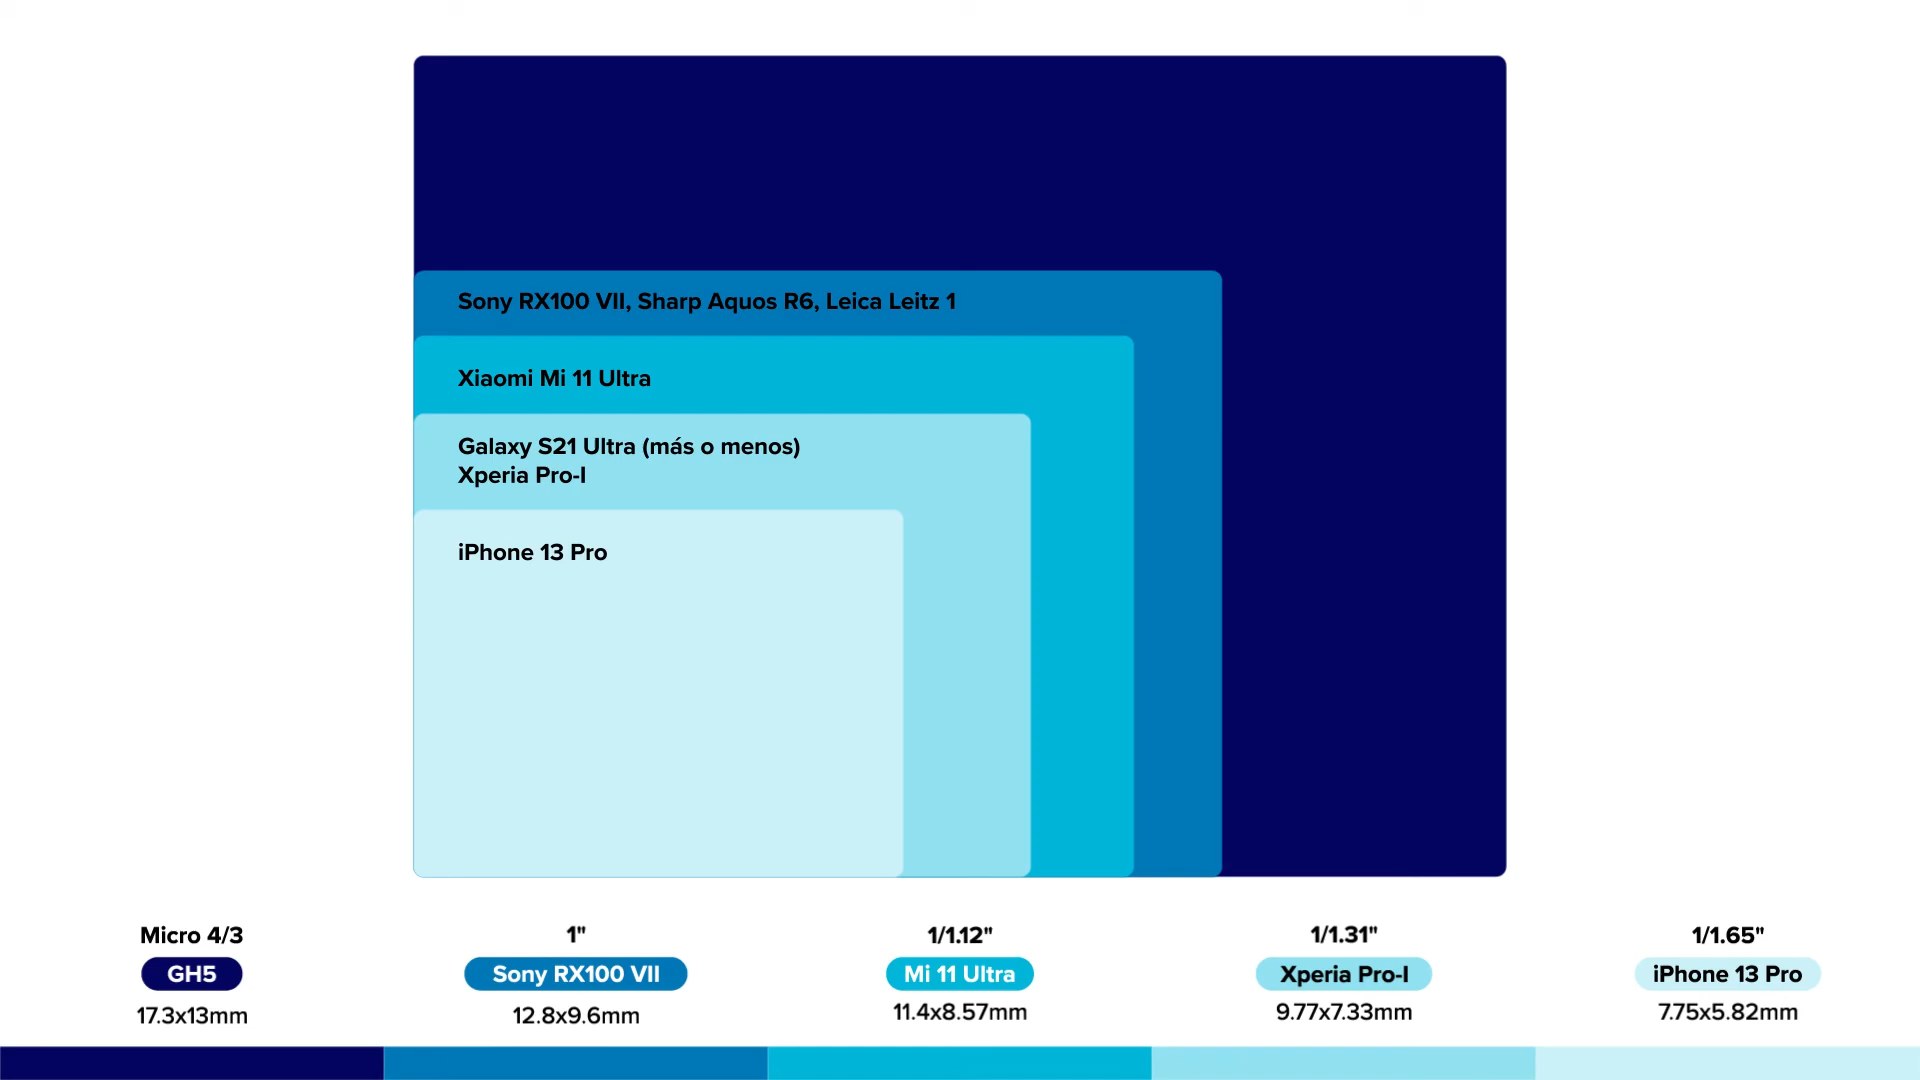 Sony RX100 VII, Sharp Aquos R6, Leica Leitz 1
Xiaomi Mi 11 Ultra
Galaxy S21 Ultra (más o menos)
Xperia Pro-I
iPhone 13 Pro
Micro 4/3
GH5
17.3x13mm
1"
Sony RX100 VII
12.8x9.6mm
1/1.12"
Mi 11 Ultra
11.4x8.57mm
1/1.31"
Xperia Pro-I
9.77x7.33mm
1/1.65"
iPhone 13 Pro
7.75x5.82mm